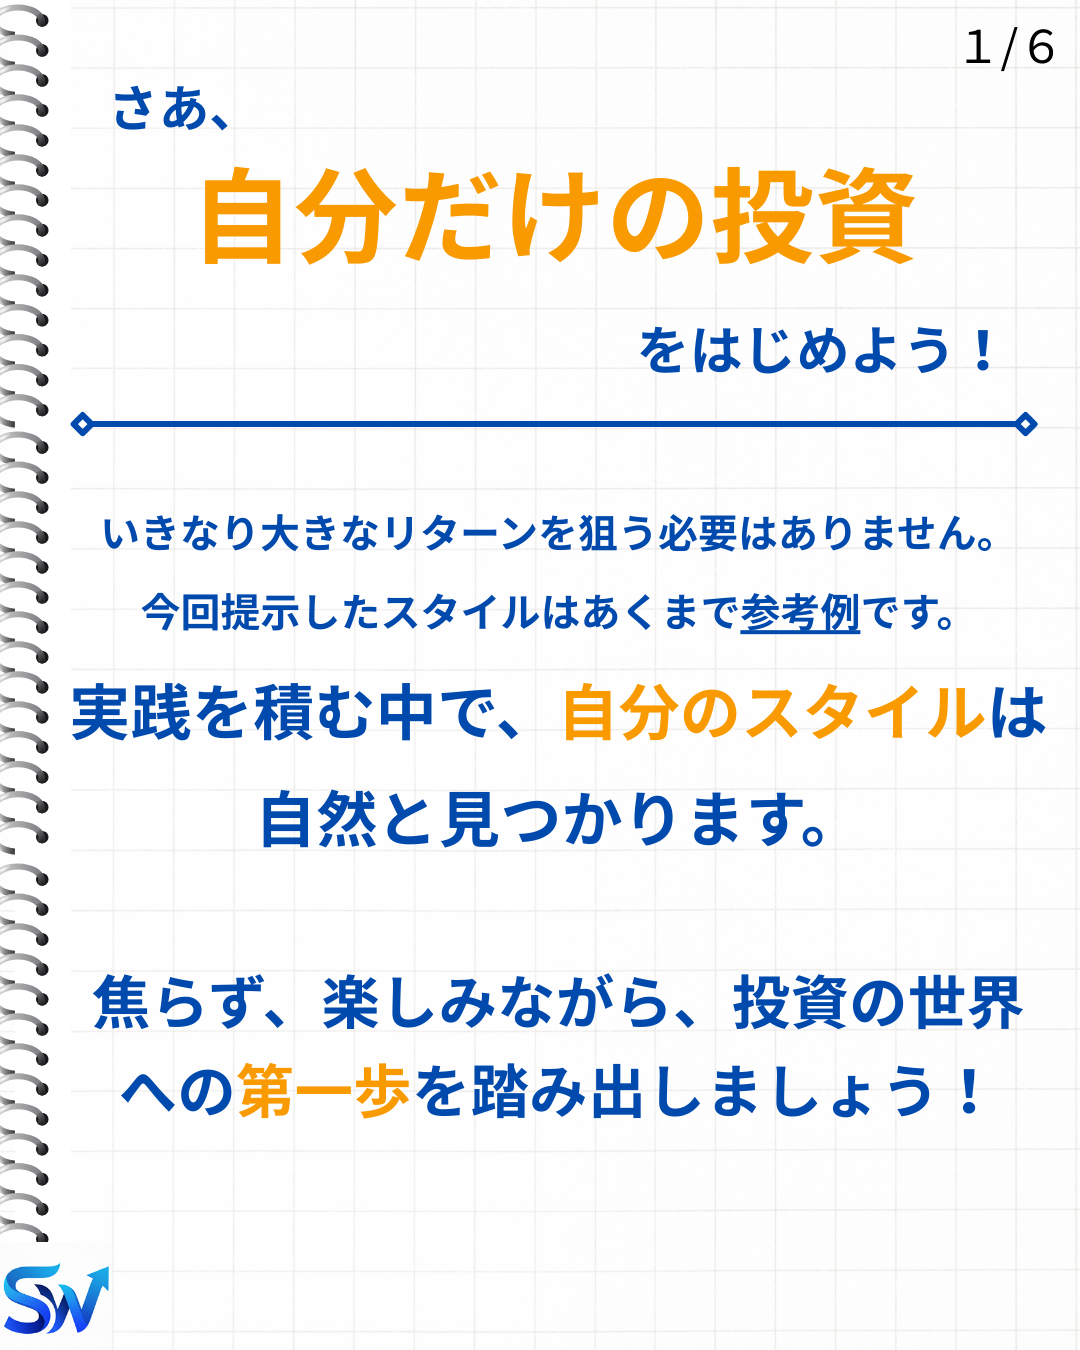 1/6
さあ、
自分だけの投資
をはじめよう！
いきなり大きなリターンを狙う必要はありません。
今回提示したスタイルはあくまで参考例です。
実践を積む中で、自分のスタイルは
自然と見つかります。
焦らず、楽しみながら、投資の世界
への第一歩を踏み出しましょう！
SW